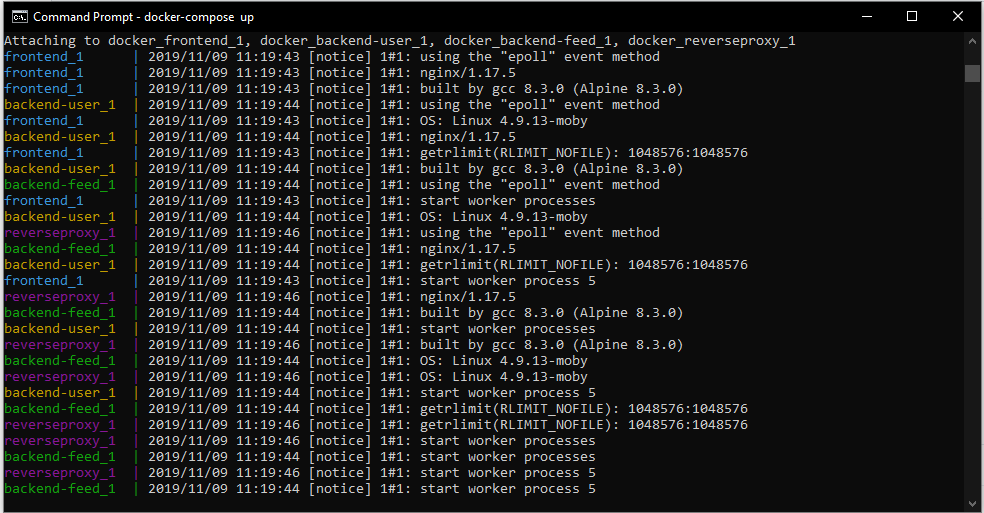 Command Prompt - docker-compose up
Attaching to docker_frontend_1, docker_backend-user_1, docker_backend-feed_1, docker_reverseproxy_1
frontend_1 | 2019/11/09 11:19:43 [notice] 1#1: using the "epoll" event method
frontend_1 | 2019/11/09 11:19:43 [notice] 1#1: nginx/1.17.5
frontend_1 | 2019/11/09 11:19:43 [notice] 1#1: built by gcc 8.3.0 (Alpine 8.3.0)
backend-user_1 | 2019/11/09 11:19:44 [notice] 1#1: using the "epoll" event method
frontend_1 | 2019/11/09 11:19:43 [notice] 1#1: OS: Linux 4.9.13-moby
backend-user_1 | 2019/11/09 11:19:44 [notice] 1#1: nginx/1.17.5
frontend_1 | 2019/11/09 11:19:43 [notice] 1#1: getrlimit(RLIMIT_NOFILE): 1048576:1048576
backend-user_1 | 2019/11/09 11:19:44 [notice] 1#1: built by gcc 8.3.0 (Alpine 8.3.0)
backend-feed_1 | 2019/11/09 11:19:44 [notice] 1#1: using the "epoll" event method
frontend_1 | 2019/11/09 11:19:43 [notice] 1#1: start worker processes
backend-user_1 | 2019/11/09 11:19:44 [notice] 1#1: OS: Linux 4.9.13-moby
reverseproxy_1 | 2019/11/09 11:19:46 [notice] 1#1: using the "epoll" event method
backend-feed_1 | 2019/11/09 11:19:44 [notice] 1#1: nginx/1.17.5
backend-user_1 | 2019/11/09 11:19:44 [notice] 1#1: getrlimit(RLIMIT_NOFILE): 1048576:1048576
frontend_1 | 2019/11/09 11:19:43 [notice] 1#1: start worker process 5
reverseproxy_1 | 2019/11/09 11:19:46 [notice] 1#1: nginx/1.17.5
backend-feed_1 | 2019/11/09 11:19:44 [notice] 1#1: built by gcc 8.3.0 (Alpine 8.3.0)
backend-user_1 | 2019/11/09 11:19:44 [notice] 1#1: start worker processes
reverseproxy_1 | 2019/11/09 11:19:46 [notice] 1#1: built by gcc 8.3.0 (Alpine 8.3.0)
backend-feed_1 | 2019/11/09 11:19:44 [notice] 1#1: OS: Linux 4.9.13-moby
reverseproxy_1 | 2019/11/09 11:19:46 [notice] 1#1: OS: Linux 4.9.13-moby
backend-user_1 | 2019/11/09 11:19:44 [notice] 1#1: start worker process 5
backend-feed_1 | 2019/11/09 11:19:44 [notice] 1#1: getrlimit(RLIMIT_NOFILE): 1048576:1048576
reverseproxy_1 | 2019/11/09 11:19:46 [notice] 1#1: getrlimit(RLIMIT_NOFILE): 1048576:1048576
reverseproxy_1 | 2019/11/09 11:19:46 [notice] 1#1: start worker processes
backend-feed_1 | 2019/11/09 11:19:44 [notice] 1#1: start worker processes
reverseproxy_1 | 2019/11/09 11:19:46 [notice] 1#1: start worker process 5
backend-feed_1 | 2019/11/09 11:19:44 [notice] 1#1: start worker process 5